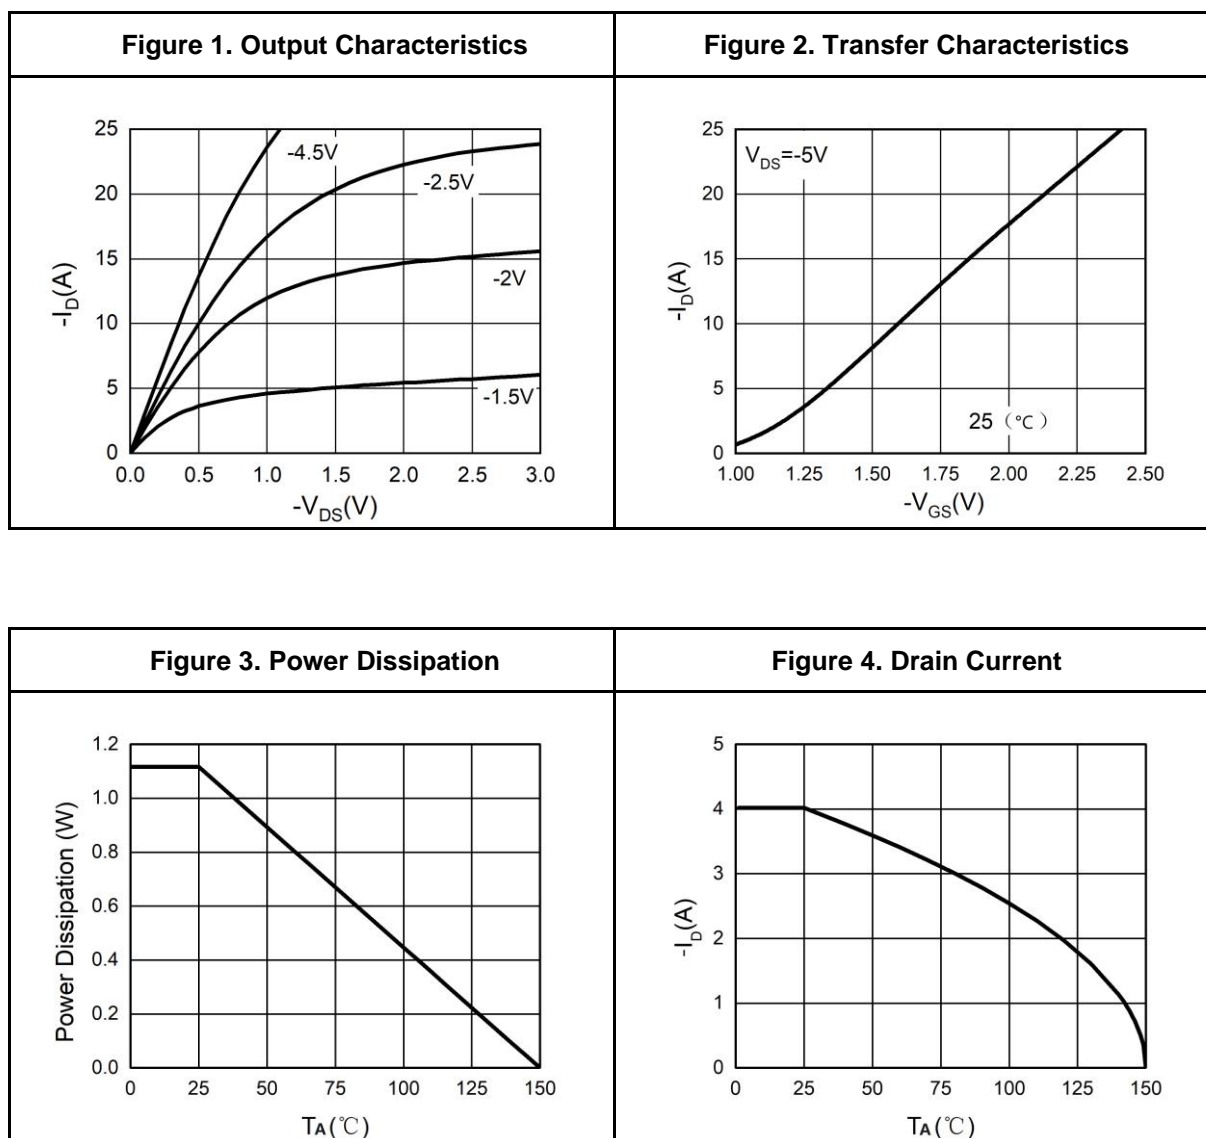 Figure 1. Output Characteristics
Figure 2. Transfer Characteristics
25
20
15
10
5
0
-I_D(A)
-4.5V
-2.5V
-2V
-1.5V
0.0 0.5 1.0 1.5 2.0 2.5 3.0
-V_DS(V)
25
20
15
10
5
0
-I_D(A)
V_DS=-5V
25 (℃)
1.00 1.25 1.50 1.75 2.00 2.25 2.50
-V_GS(V)
Figure 3. Power Dissipation
Figure 4. Drain Current
1.2
1.0
0.8
0.6
0.4
0.2
0.0
Power Dissipation (W)
0 25 50 75 100 125 150
TA(℃)
5
4
3
2
1
0
-I_D(A)
0 25 50 75 100 125 150
TA(℃)